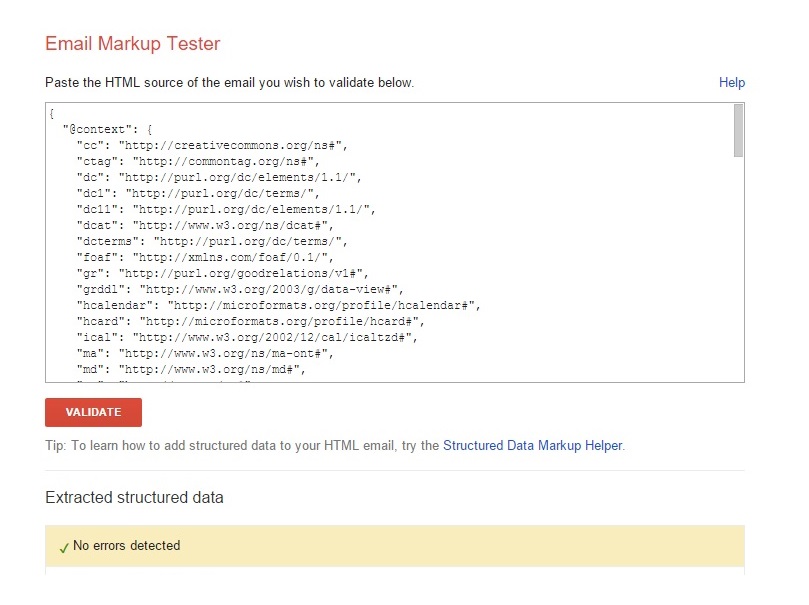 Email Markup Tester
Paste the HTML source of the email you wish to validate below.
Help
{
"@context": {
"cc": "http://creativecommons.org/ns#",
"ctag": "http://commontag.org/ns#",
"dc": "http://purl.org/dc/elements/1.1/",
"dc1": "http://purl.org/dc/terms/",
"dc11": "http://purl.org/dc/elements/1.1/",
"dcat": "http://www.w3.org/ns/dcat#",
"dcterms": "http://purl.org/dc/terms/",
"foaf": "http://xmlns.com/foaf/0.1/",
"gr": "http://purl.org/goodrelations/v1#",
"grddl": "http://www.w3.org/2003/g/data-view#",
"hcalendar": "http://microformats.org/profile/hcalendar#",
"hcard": "http://microformats.org/profile/hcard#",
"ical": "http://www.w3.org/2002/12/cal/icaltzd#",
"ma": "http://www.w3.org/ns/ma-ont#",
"md": "http://www.w3.org/ns/md#",
VALIDATE
Tip: To learn how to add structured data to your HTML email, try the Structured Data Markup Helper.
Extracted structured data
✓ No errors detected